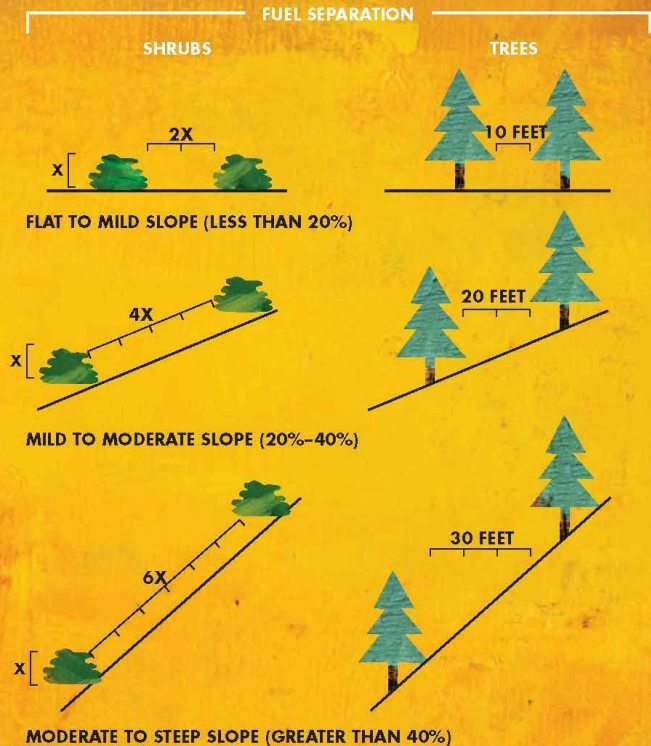 FUEL SEPARATION
SHRUBS
TREES
2X
X
10 FEET
FLAT TO MILD SLOPE (LESS THAN 20%)
4X
X
20 FEET
MILD TO MODERATE SLOPE (20%–40%)
6X
X
30 FEET
MODERATE TO STEEP SLOPE (GREATER THAN 40%)